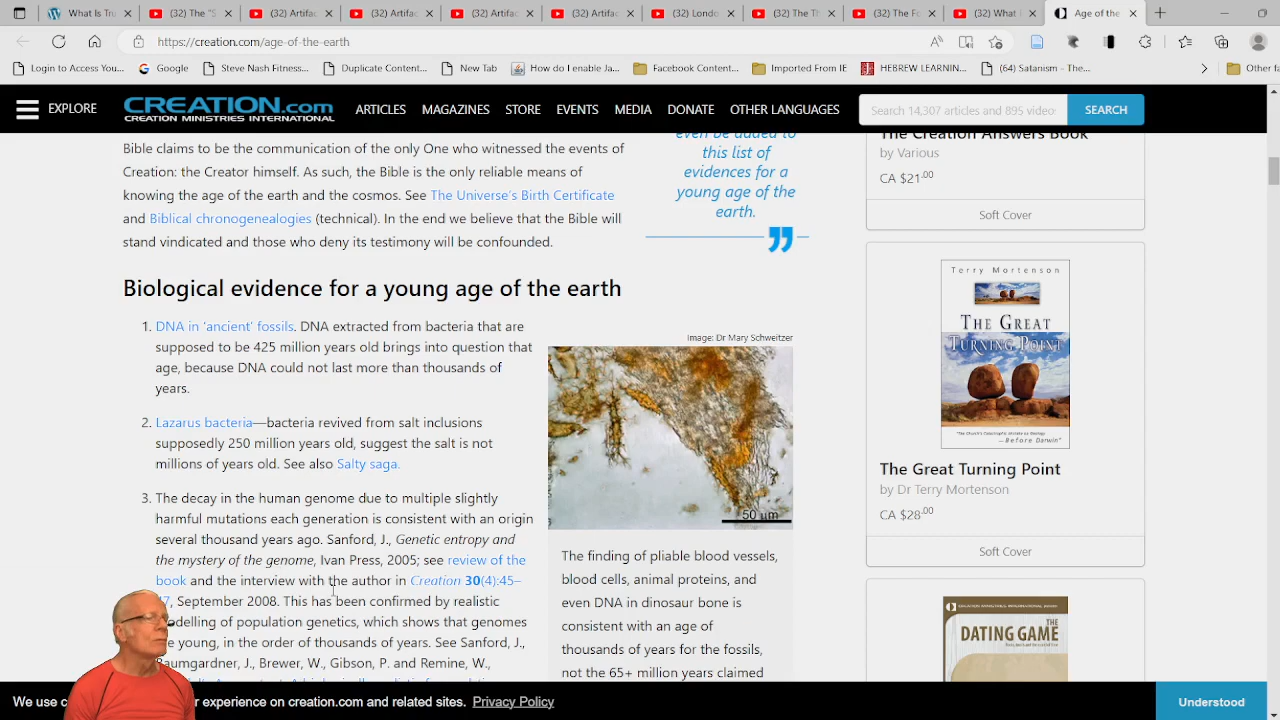 What Is Tru
(32) The "S
(32) Artifac
(32) Artifac
(32) Artifac
(32) Artifac
(32) Londo
(32) The Tr
(32) The Fo
(32) What
Age of the
https://creation.com/age-of-the-earth
Login to Access You...
Google
Steve Nash Fitness...
Duplicate Content...
New Tab
How do I enable Ja...
Facebook Content...
Imported From IE
HEBREW LEARNIN...
(64) Satanism - The...
Other fa
EXPLORE
CREATION.com
CREATION MINISTRIES INTERNATIONAL
ARTICLES
MAGAZINES
STORE
EVENTS
MEDIA
DONATE
OTHER LANGUAGES
Search 14,307 articles and 895 videos
SEARCH
Bible claims to be the communication of the only One who witnessed the events of
Creation: the Creator himself. As such, the Bible is the only reliable means of
knowing the age of the earth and the cosmos. See The Universe's Birth Certificate
and Biblical chronogenealogies (technical). In the end we believe that the Bible will
stand vindicated and those who deny its testimony will be confounded.
even be added to
this list of
evidences for a
young age of the
earth.
Biological evidence for a young age of the earth
1. DNA in 'ancient' fossils. DNA extracted from bacteria that are
supposed to be 425 million years old brings into question that
age, because DNA could not last more than thousands of
years.
2. Lazarus bacteria—bacteria revived from salt inclusions
supposedly 250 million years old, suggest the salt is not
millions of years old. See also Salty saga.
3. The decay in the human genome due to multiple slightly
harmful mutations each generation is consistent with an origin
several thousand years ago. Sanford, J., Genetic entropy and
the mystery of the genome, Ivan Press, 2005; see review of the
book and the interview with the author in Creation 30(4):45–
47, September 2008. This has been confirmed by realistic
modelling of population genetics, which shows that genomes
are young, in the order of thousands of years. See Sanford, J.,
Baumgardner, J., Brewer, W., Gibson, P. and Remine, W.,
Image: Dr Mary Schweitzer
50 µm
The finding of pliable blood vessels,
blood cells, animal proteins, and
even DNA in dinosaur bone is
consistent with an age of
thousands of years for the fossils,
not the 65+ million years claimed
The Creation Answers Book
by Various
CA $21.00
Soft Cover
Terry Mortenson
THE GREAT
TURNING POINT
—Before Darwin"
The Great Turning Point
by Dr Terry Mortenson
CA $28.00
Soft Cover
THE
DATING GAME
We use c
r experience on creation.com and related sites. Privacy Policy
Understood